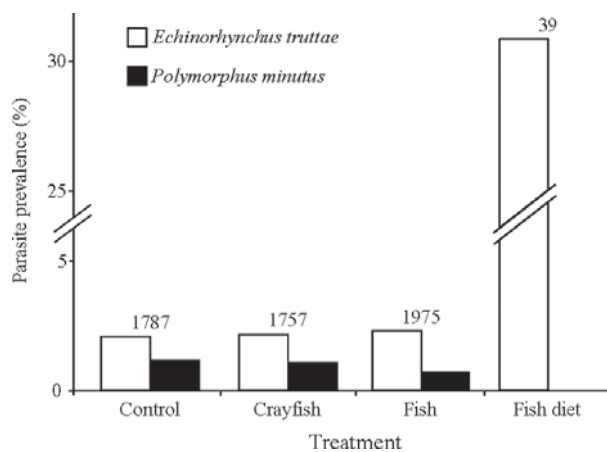 Echinorhynchus truttae
Polymorphus minutus
39
30
25
5
0
Parasite prevalence (%)
1787
1757
1975
Control
Crayfish
Fish
Fish diet
Treatment